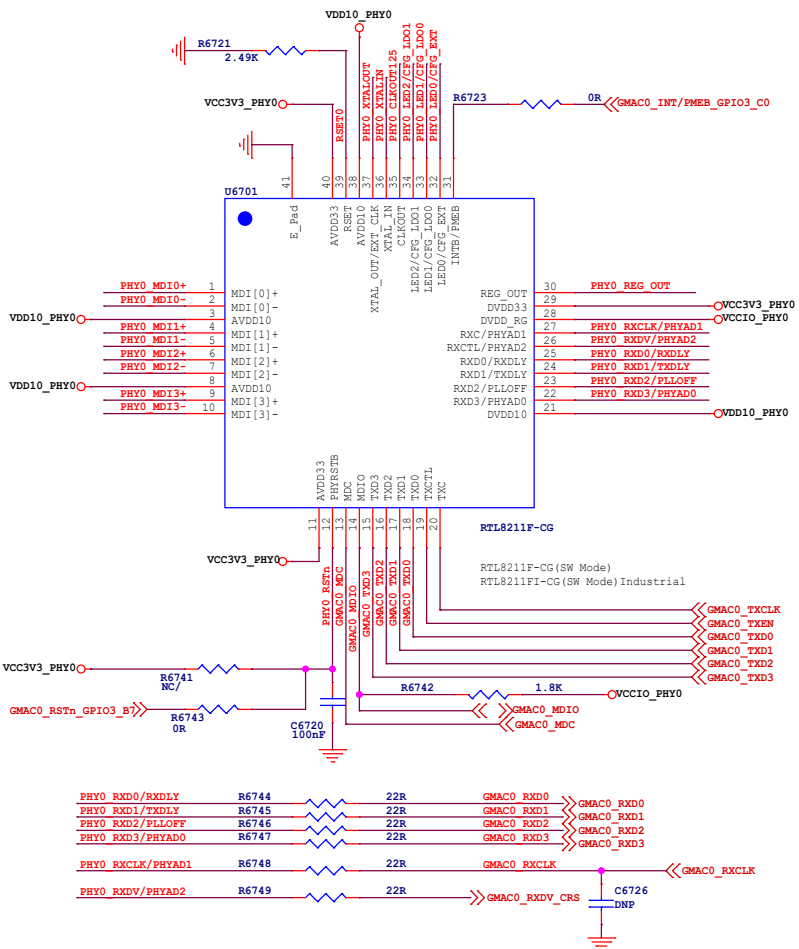 VDD10_PHY0
R6721
2.49K
VCC3V3_PHY0
RSET0
PHY0_XTALOUT
PHY0_XTALIN
PHY0_CLKOUT125
PHY0_LED2/CFG_LDO1
PHY0_LED1/CFG_LDO0
PHY0_LED0/CFG_EXT
R6723
0R
GMAC0_INT/PMEB_GPIO3_C0
41
40
39
38
37
36
35
34
33
32
31
U6701
E_Pad
AVDD33
RSET
AVDD10
XTAL_OUT/EXT_CLK
XTAL_IN
CLKOUT
LED2/CFG_LDO1
LED1/CFG_LDO0
LED0/CFG_EXT
INTB/PMEB
PHY0_MDI0+ 1 MDI[0]+
PHY0_MDI0- 2 MDI[0]-
VDD10_PHY0 3 AVDD10
PHY0_MDI1+ 4 MDI[1]+
PHY0_MDI1- 5 MDI[1]-
PHY0_MDI2+ 6 MDI[2]+
PHY0_MDI2- 7 MDI[2]-
VDD10_PHY0 8 AVDD10
PHY0_MDI3+ 9 MDI[3]+
PHY0_MDI3- 10 MDI[3]-
REG_OUT 30 PHY0_REG_OUT
DVDD33 29 VCC3V3_PHY0
DVDD_RG 28 VCCIO_PHY0
RXC/PHYAD1 27 PHY0_RXCLK/PHYAD1
RXCTL/PHYAD2 26 PHY0_RXDV/PHYAD2
RXD0/RXDLY 25 PHY0_RXD0/RXDLY
RXD1/TXDLY 24 PHY0_RXD1/TXDLY
RXD2/PLLOFF 23 PHY0_RXD2/PLLOFF
RXD3/PHYAD0 22 PHY0_RXD3/PHYAD0
DVDD10 21 VDD10_PHY0
AVDD33
PHYRSTB
MDC
MDIO
TXD3
TXD2
TXD1
TXD0
TXCTL
TXC
11
12
13
14
15
16
17
18
19
20
RTL8211F-CG
RTL8211F-CG(SW Mode)
RTL8211FI-CG(SW Mode)Industrial
VCC3V3_PHY0
PHY0_RSTn
GMAC0_MDC
GMAC0_MDIO
GMAC0_TXD3
GMAC0_TXD2
GMAC0_TXD1
GMAC0_TXD0
GMAC0_TXCLK
GMAC0_TXEN
GMAC0_TXD0
GMAC0_TXD1
GMAC0_TXD2
GMAC0_TXD3
VCC3V3_PHY0
R6741
NC/
GMAC0_RSTn_GPIO3_B7
R6743
0R
C6720
100nF
R6742 1.8K VCCIO_PHY0
GMAC0_MDIO
GMAC0_MDC
PHY0_RXD0/RXDLY R6744 22R GMAC0_RXD0 GMAC0_RXD0
PHY0_RXD1/TXDLY R6745 22R GMAC0_RXD1 GMAC0_RXD1
PHY0_RXD2/PLLOFF R6746 22R GMAC0_RXD2 GMAC0_RXD2
PHY0_RXD3/PHYAD0 R6747 22R GMAC0_RXD3 GMAC0_RXD3
PHY0_RXCLK/PHYAD1 R6748 22R GMAC0_RXCLK GMAC0_RXCLK
PHY0_RXDV/PHYAD2 R6749 22R GMAC0_RXDV_CRS
C6726
DNP